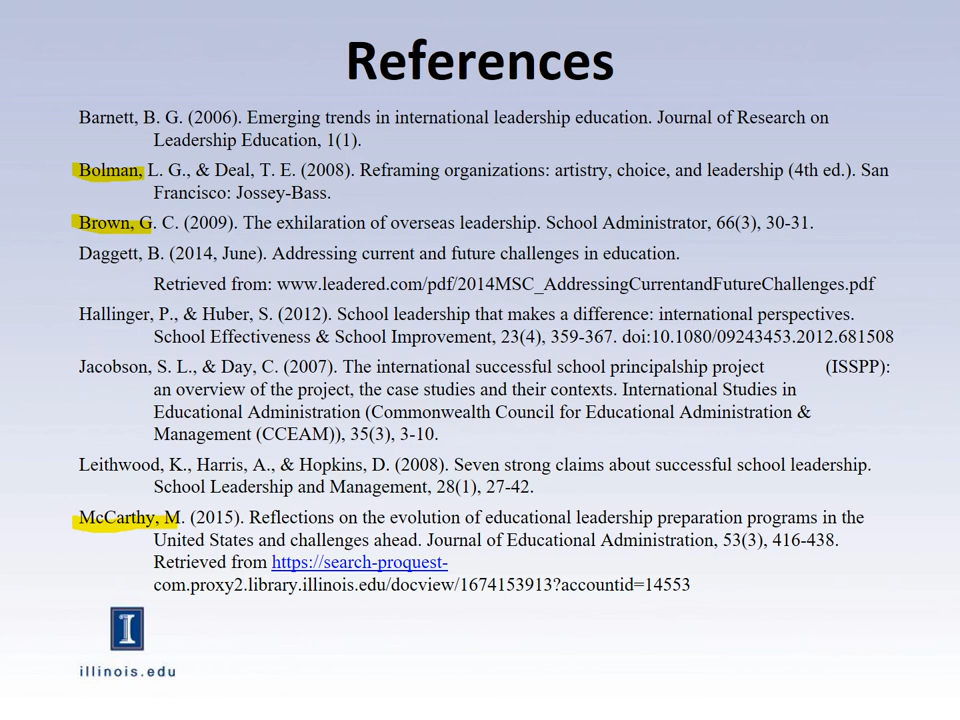 References
Barnett, B. G. (2006). Emerging trends in international leadership education. Journal of Research on
Leadership Education, 1(1).
Bolman, L. G., & Deal, T. E. (2008). Reframing organizations: artistry, choice, and leadership (4th ed.). San
Francisco: Jossey-Bass.
Brown, G. C. (2009). The exhilaration of overseas leadership. School Administrator, 66(3), 30-31.
Daggett, B. (2014, June). Addressing current and future challenges in education.
Retrieved from: www.leadered.com/pdf/2014MSC_AddressingCurrentandFutureChallenges.pdf
Hallinger, P., & Huber, S. (2012). School leadership that makes a difference: international perspectives.
School Effectiveness & School Improvement, 23(4), 359-367. doi:10.1080/09243453.2012.681508
Jacobson, S. L., & Day, C. (2007). The international successful school principalship project (ISSPP):
an overview of the project, the case studies and their contexts. International Studies in
Educational Administration (Commonwealth Council for Educational Administration &
Management (CCEAM)), 35(3), 3-10.
Leithwood, K., Harris, A., & Hopkins, D. (2008). Seven strong claims about successful school leadership.
School Leadership and Management, 28(1), 27-42.
McCarthy, M. (2015). Reflections on the evolution of educational leadership preparation programs in the
United States and challenges ahead. Journal of Educational Administration, 53(3), 416-438.
Retrieved from https://search-proquest-
com.proxy2.library.illinois.edu/docview/1674153913?accountid=14553
I
illinois.edu